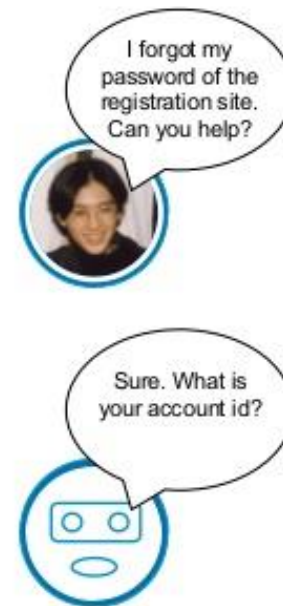 I forgot my
password of the
registration site.
Can you help?
Sure. What is
your account id?